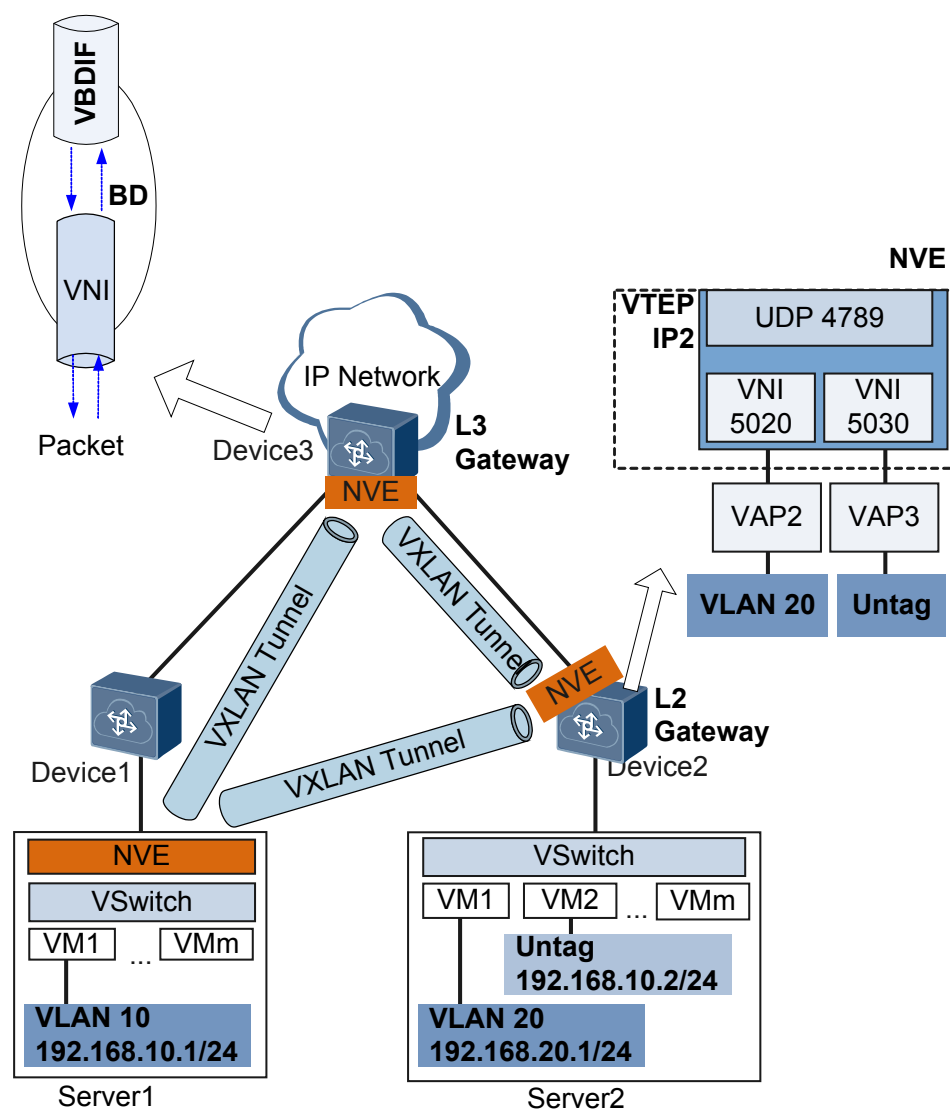 VBDIF
BD
VNI
Packet
NVE
VTEP
IP2
UDP 4789
VNI
5020
VNI
5030
VAP2
VAP3
VLAN 20
Untag
IP Network
Device3
L3
Gateway
NVE
VXLAN Tunnel
VXLAN Tunnel
VXLAN Tunnel
NVE
L2
Gateway
Device2
Device1
NVE
VSwitch
VM1
...
VMm
VLAN 10
192.168.10.1/24
Server1
VSwitch
VM1
VM2
...
VMm
Untag
192.168.10.2/24
VLAN 20
192.168.20.1/24
Server2